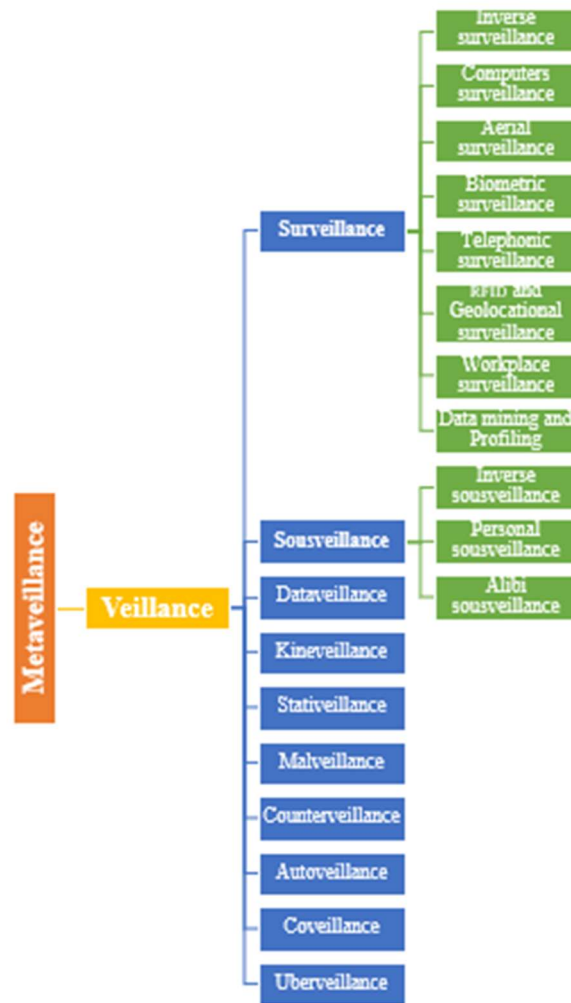 Metaveillance
Veillance
Surveillance
Inverse
surveillance
Computers
surveillance
Aerial
surveillance
Biometric
surveillance
Telephonic
surveillance
RFID and
Geolocational
surveillance
Workplace
surveillance
Data mining and
Profiling
Sousveillance
Inverse
sousveillance
Personal
sousveillance
Alibi
sousveillance
Dataveillance
Kineveillance
Stativeillance
Malveillance
Counterveillance
Autoveillance
Coveillance
Uberveillance